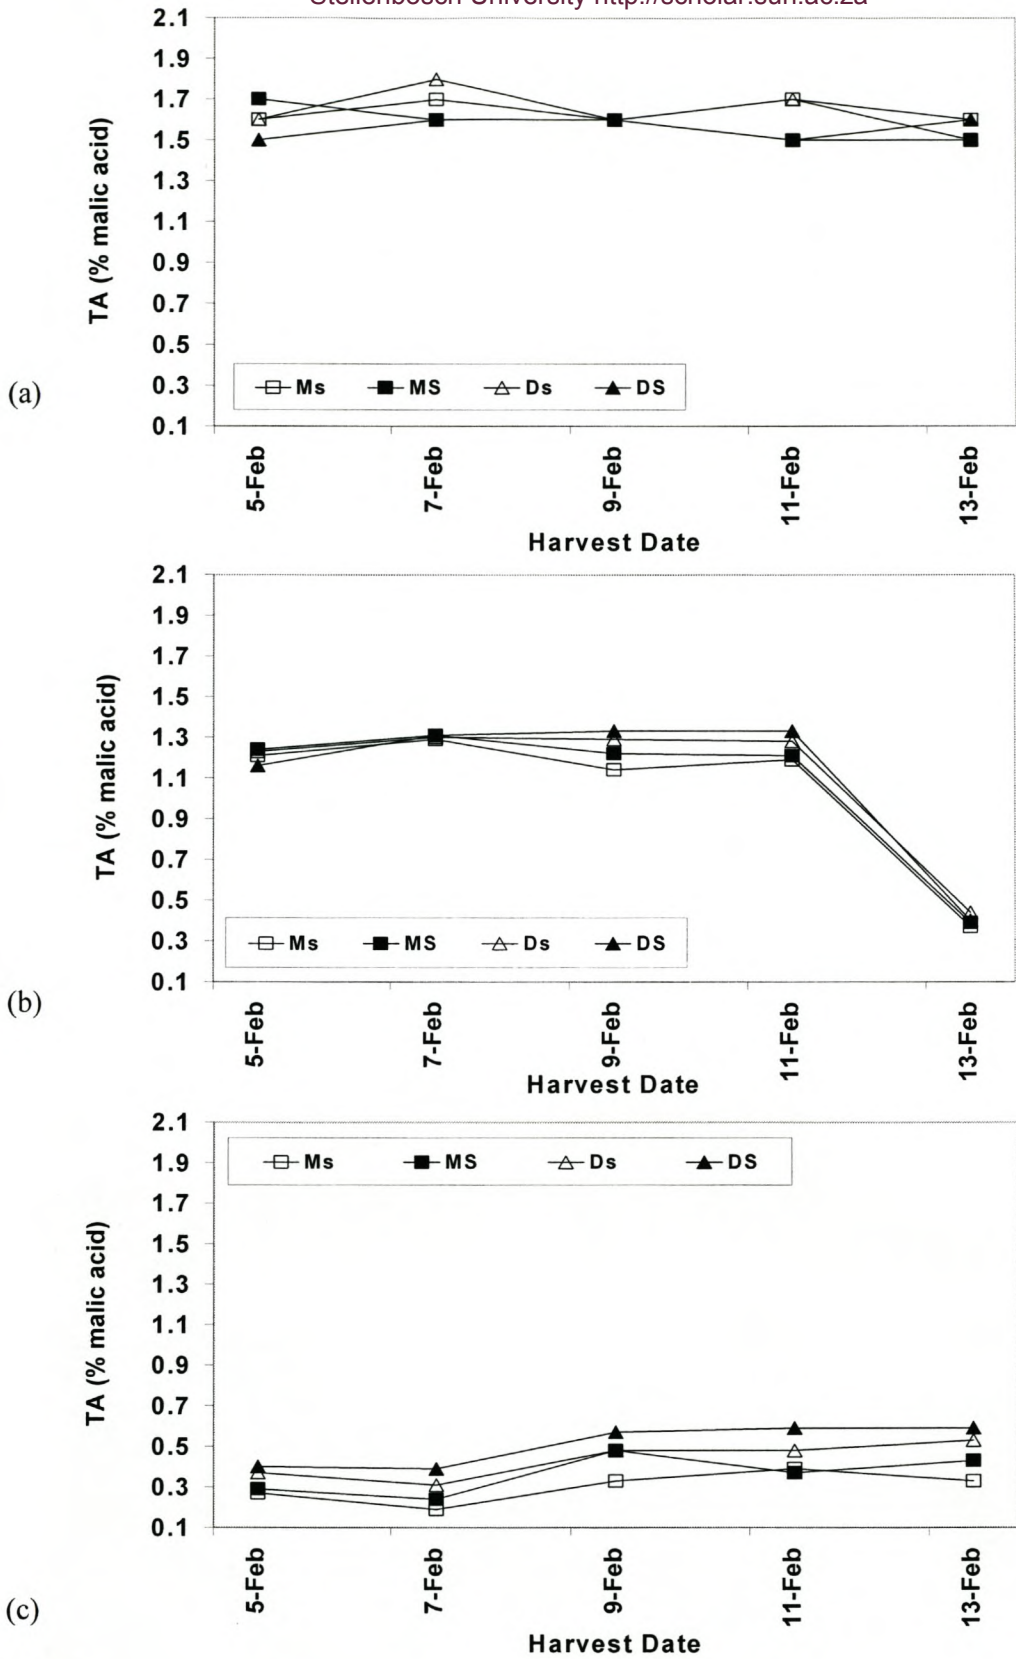 Stellenbosch University http://scholar.sun.ac.za
2.1
1.9
1.7
1.5
1.3
1.1
0.9
0.7
0.5
0.3
0.1
TA (% malic acid)
(a)
Ms MS Ds DS
5-Feb 7-Feb 9-Feb 11-Feb 13-Feb
Harvest Date
2.1
1.9
1.7
1.5
1.3
1.1
0.9
0.7
0.5
0.3
0.1
TA (% malic acid)
(b)
Ms MS Ds DS
5-Feb 7-Feb 9-Feb 11-Feb 13-Feb
Harvest Date
2.1
1.9
1.7
1.5
1.3
1.1
0.9
0.7
0.5
0.3
0.1
TA (% malic acid)
(c)
Ms MS Ds DS
5-Feb 7-Feb 9-Feb 11-Feb 13-Feb
Harvest Date